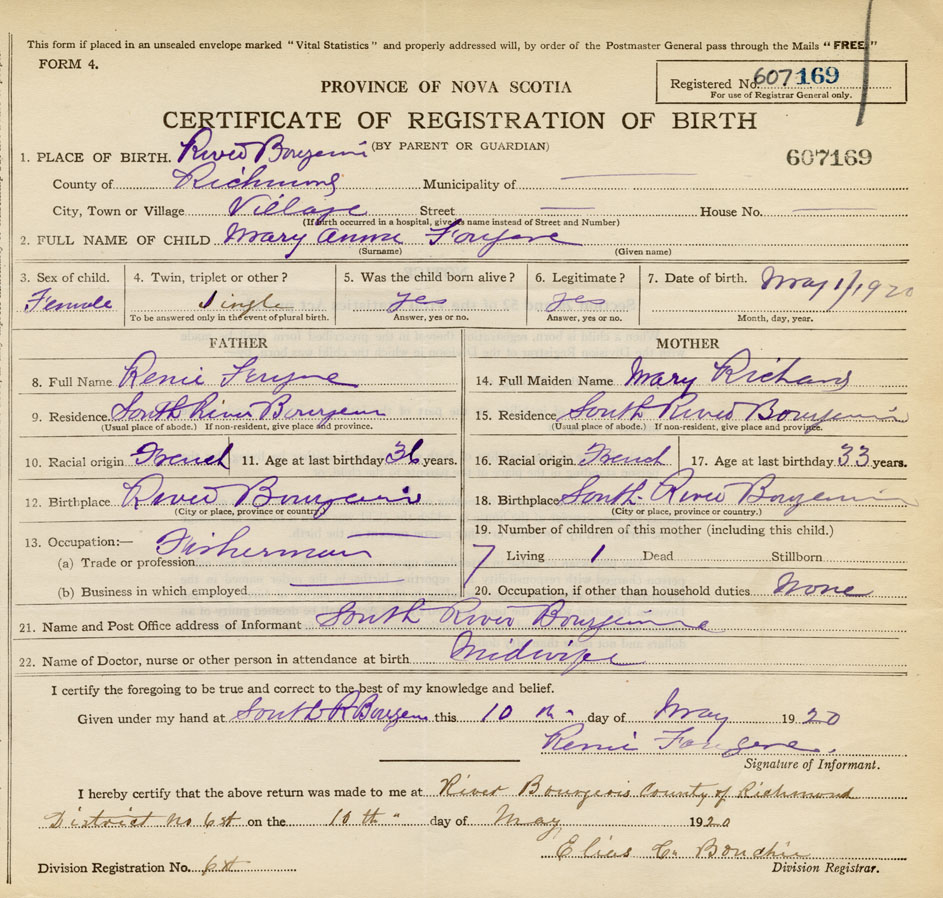 This form if placed in an unsealed envelope marked "Vital Statistics" and properly addressed will, by order of the Postmaster General pass through the Mails "FREE."
FORM 4.
PROVINCE OF NOVA SCOTIA
Registered No. 607169
For use of Registrar General only.
CERTIFICATE OF REGISTRATION OF BIRTH
(BY PARENT OR GUARDIAN)
607169
1. PLACE OF BIRTH. River
County of Richmond Municipality of
City, Town or Village Village Street House No.
(If birth occurred in a hospital, give its name instead of Street and Number)
2. FULL NAME OF CHILD Mary
(Surname) (Given name)
3. Sex of child. 4. Twin, triplet or other? 5. Was the child born alive? 6. Legitimate? 7. Date of birth. May 1/1920
Female Single yes yes
To be answered only in the event of plural birth. Answer, yes or no. Answer, yes or no. Month, day, year.
FATHER MOTHER
8. Full Name Renie 14. Full Maiden Name Mary Richard
9. Residence. South River 15. Residence South River
(Usual place of abode.) If non-resident, give place and province. (Usual place of abode.) If non-resident, give place and province.
10. Racial origin French 11. Age at last birthday 36 years. 16. Racial origin French 17. Age at last birthday 33 years.
12. Birthplace River 18. Birthplace South River
(City or place, province or country.) (City or place, province or country.)
13. Occupation:— Fisherman 19. Number of children of this mother (including this child.)
(a) Trade or profession 7 Living 1 Dead Stillborn
(b) Business in which employed 20. Occupation, if other than household duties None
21. Name and Post Office address of Informant South River
22. Name of Doctor, nurse or other person in attendance at birth Midwife
I certify the foregoing to be true and correct to the best of my knowledge and belief.
Given under my hand at South R this 10 th day of May 1920
Renie Fougere
Signature of Informant.
I hereby certify that the above return was made to me at River Bourgeois County of Richmond
District No 6A on the 10th day of May 1920
Elias C. Bouchie
Division Registration No. 6A Division Registrar.